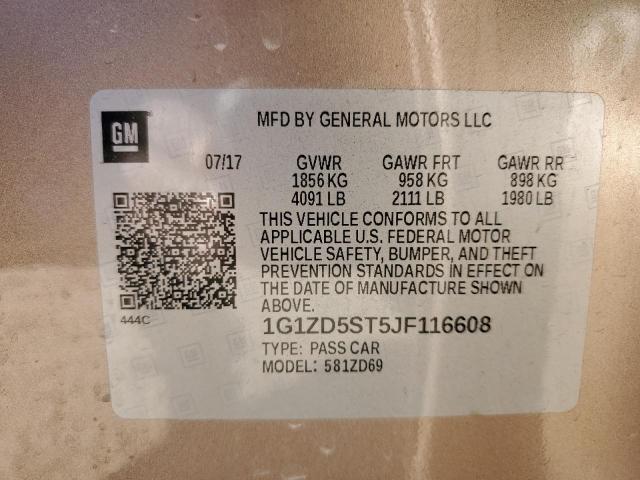 GM
MFD BY GENERAL MOTORS LLC
07/17 GVWR GAWR FRT GAWR RR
1856 KG 958 KG 898 KG
4091 LB 2111 LB 1980 LB
THIS VEHICLE CONFORMS TO ALL
APPLICABLE U.S. FEDERAL MOTOR
VEHICLE SAFETY, BUMPER, AND THEFT
PREVENTION STANDARDS IN EFFECT ON
THE DATE OF MANUFACTURE SHOWN
ABOVE.
444C
1G1ZD5ST5JF116608
TYPE: PASS CAR
MODEL: 581ZD69